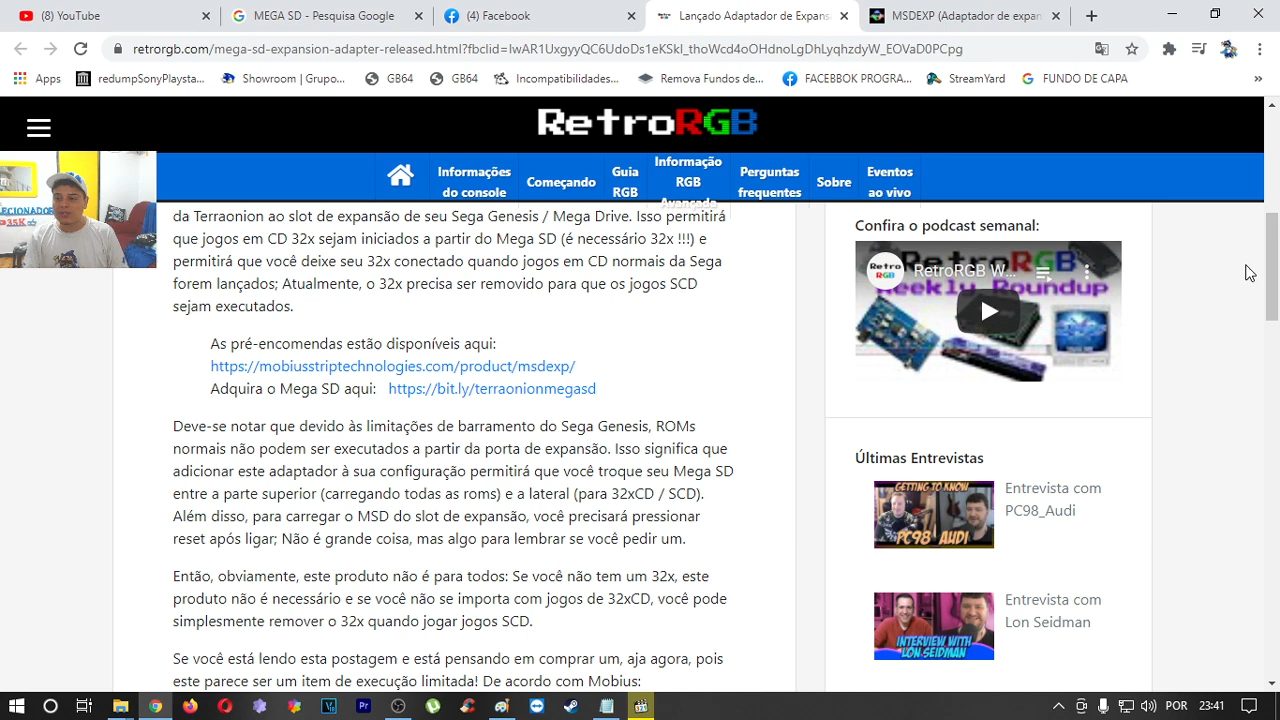 (8) YouTube
MEGA SD - Pesquisa Google
(4) Facebook
Lançado Adaptador de Expans
MSDEXP (Adaptador de expan
retrorgb.com/mega-sd-expansion-adapter-released.html?fbclid=IwAR1UxgyyQC6UdoDs1eKSkI_thoWcd4oOHdnoLgDhLyqhzdyW_EOVaD0PCpg
Apps
redumpSonyPlaysta...
Showroom | Grupo...
GB64
GB64
Incompatibilidades...
Remova Fundos de...
FACEBBOK PROGRA...
StreamYard
FUNDO DE CAPA
»
RetroRGB
Informações do console
Começando
Guia RGB
Informação RGB Avançada
Perguntas frequentes
Sobre
Eventos ao vivo
35K
da Terraonion ao slot de expansão de seu Sega Genesis / Mega Drive. Isso permitirá
que jogos em CD 32x sejam iniciados a partir do Mega SD (é necessário 32x !!!) e
permitirá que você deixe seu 32x conectado quando jogos em CD normais da Sega
forem lançados; Atualmente, o 32x precisa ser removido para que os jogos SCD
sejam executados.
As pré-encomendas estão disponíveis aqui:
https://mobiusstriptechnologies.com/product/msdexp/
Adquira o Mega SD aqui: https://bit.ly/terraonionmegasd
Deve-se notar que devido às limitações de barramento do Sega Genesis, ROMs
normais não podem ser executados a partir da porta de expansão. Isso significa que
adicionar este adaptador à sua configuração permitirá que você troque seu Mega SD
entre a parte superior (carregando todas as roms) e a lateral (para 32xCD / SCD).
Além disso, para carregar o MSD do slot de expansão, você precisará pressionar
reset após ligar; Não é grande coisa, mas algo para lembrar se você pedir um.
Então, obviamente, este produto não é para todos: Se você não tem um 32x, este
produto não é necessário e se você não se importa com jogos de 32xCD, você pode
simplesmente remover o 32x quando jogar jogos SCD.
Se você está lendo esta postagem e está pensando em comprar um, aja agora, pois
este parece ser um item de execução limitada! De acordo com Mobius:
Confira o podcast semanal:
Retro RGB
RetroRGB W...
Weekly Roundup
Últimas Entrevistas
GETTING TO KNOW
PC98 AUDI
Entrevista com
PC98_Audi
INTERVIEW WITH
LON SEIDMAN
Entrevista com
Lon Seidman
POR
23:41